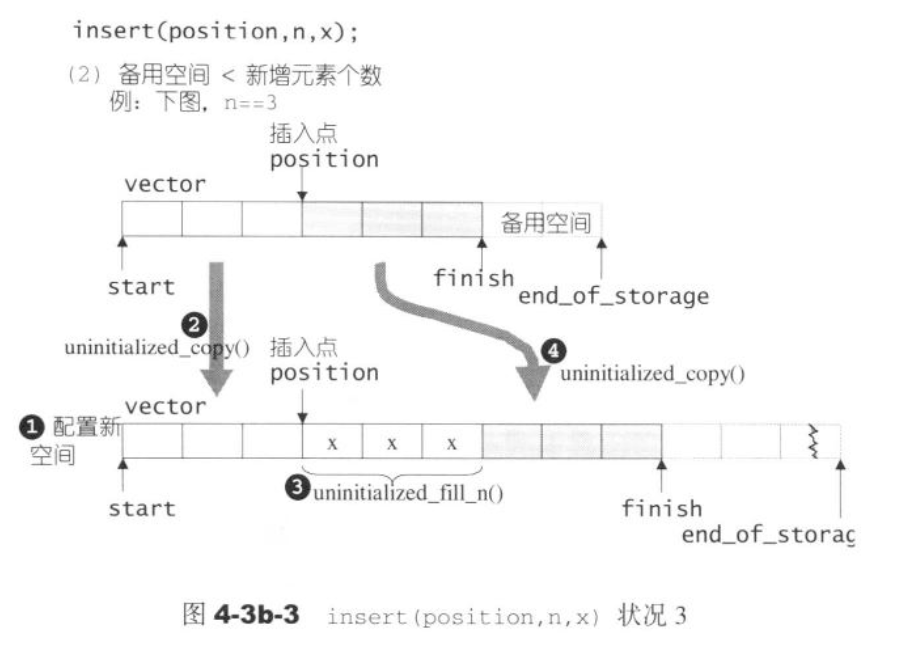 insert(position,n,x);
(2) 备用空间 < 新增元素个数
例：下图，n==3
插入点
position
vector
备用空间
start
finish
end_of_storage
❷
uninitialized_copy()
插入点
position
❹
uninitialized_copy()
vector
❶ 配置新
空间
x x x
❸ uninitialized_fill_n()
start
finish
end_of_storag
图 4-3b-3 insert(position,n,x) 状况 3